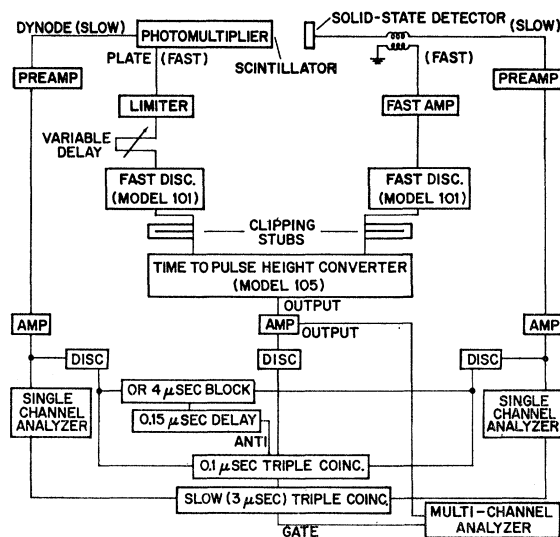 DYNODE (SLOW)
PHOTOMULTIPLIER
SOLID-STATE DETECTOR
(SLOW)
PLATE
(FAST)
SCINTILLATOR
(FAST)
PREAMP
PREAMP
LIMITER
FAST AMP
VARIABLE
DELAY
FAST DISC.
(MODEL 101)
FAST DISC.
(MODEL 101)
CLIPPING
STUBS
TIME TO PULSE HEIGHT CONVERTER
(MODEL 105)
OUTPUT
AMP
AMP
OUTPUT
AMP
DISC
DISC
DISC
OR 4 μSEC BLOCK
SINGLE
CHANNEL
ANALYZER
0.15 μSEC DELAY
SINGLE
CHANNEL
ANALYZER
ANTI
0.1 μSEC TRIPLE COINC.
SLOW (3 μSEC) TRIPLE COINC.
MULTI-CHANNEL
ANALYZER
GATE